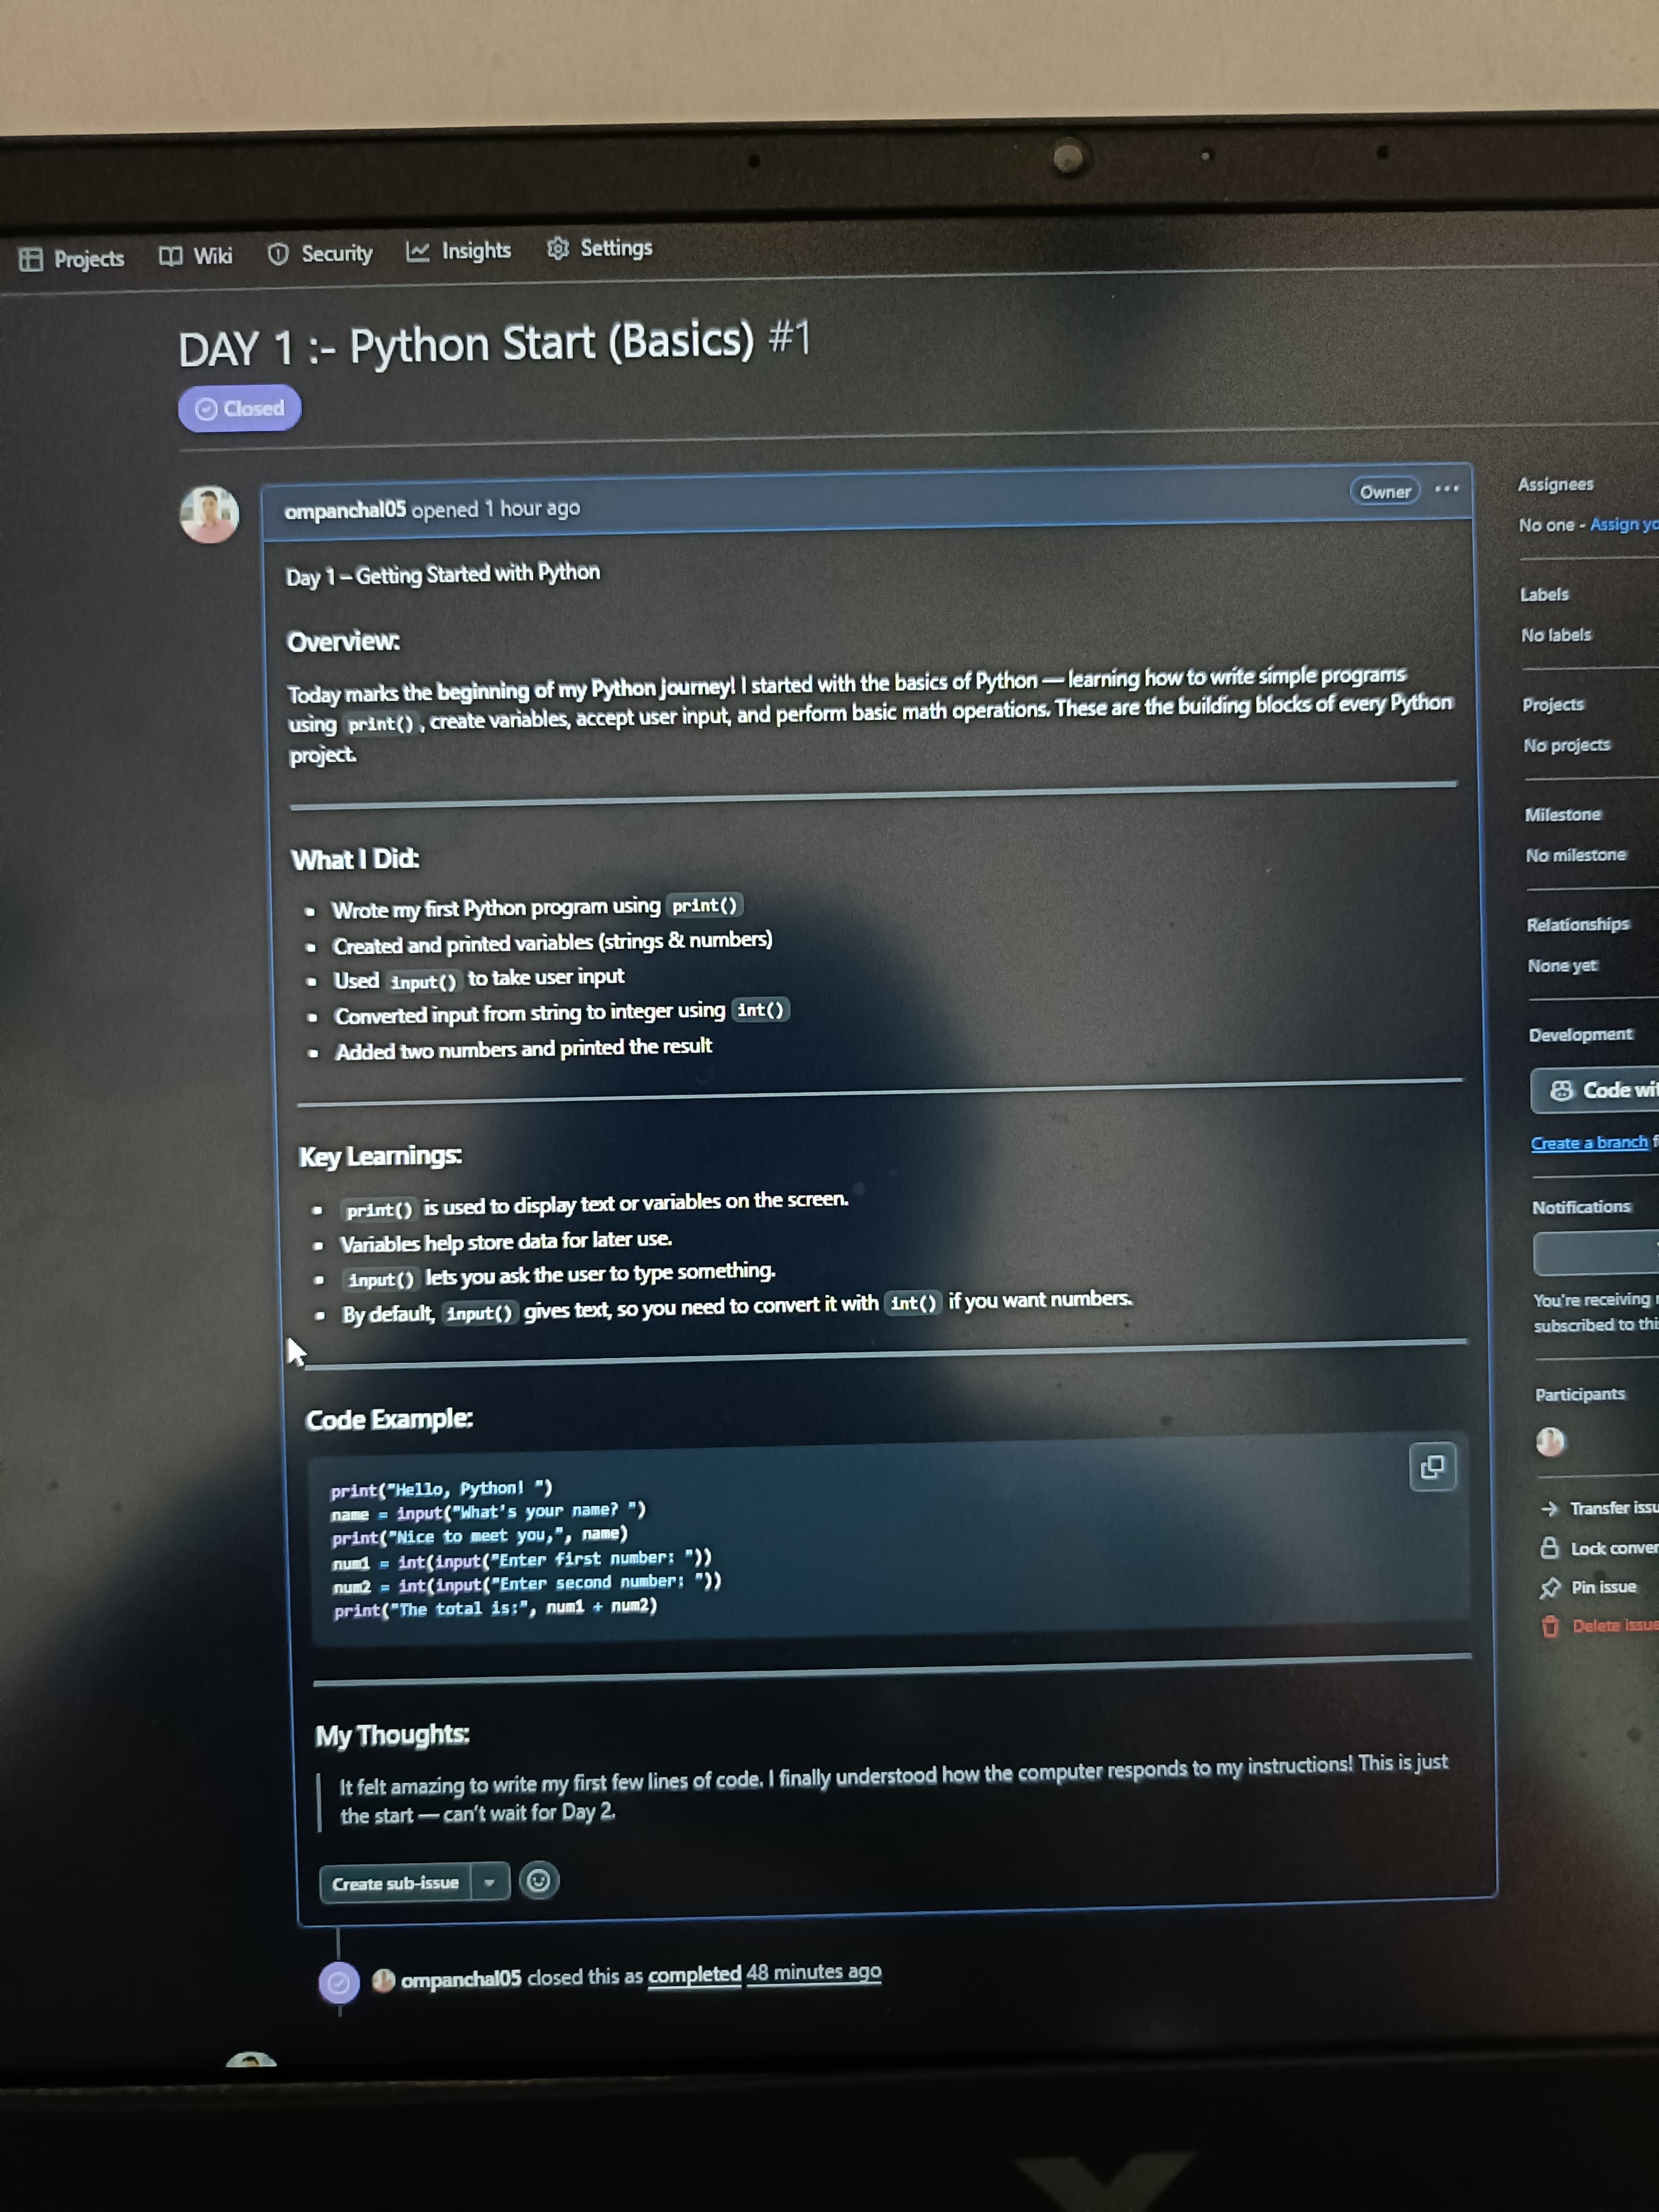 Projects Wiki Security Insights Settings
DAY 1 :- Python Start (Basics) #1
Closed
ompanchal05 opened 1 hour ago Owner
Day 1 – Getting Started with Python
Overview:
Today marks the beginning of my Python journey! I started with the basics of Python — learning how to write simple programs
using print(), create variables, accept user input, and perform basic math operations. These are the building blocks of every Python
project.
What I Did:
Wrote my first Python program using print()
Created and printed variables (strings & numbers)
Used input() to take user input
Converted input from string to integer using int()
Added two numbers and printed the result
Key Learnings:
print() is used to display text or variables on the screen.
Variables help store data for later use.
input() lets you ask the user to type something.
By default, input() gives text, so you need to convert it with int() if you want numbers.
Code Example:
print("Hello, Python! ")
name = input("What's your name? ")
print("Nice to meet you,", name)
num1 = int(input("Enter first number: "))
num2 = int(input("Enter second number: "))
print("The total is:", num1 + num2)
My Thoughts:
It felt amazing to write my first few lines of code. I finally understood how the computer responds to my instructions! This is just
the start — can't wait for Day 2.
Create sub-issue
ompanchal05 closed this as completed 48 minutes ago
Assignees
No one - Assign
Labels
No labels
Projects
No projects
Milestone
No milestone
Relationships
None yet
Development
Code
Create a branch
Notifications
You're receiving
subscribed to
Participants
Transfer
Lock
Pin issue
Delete issue